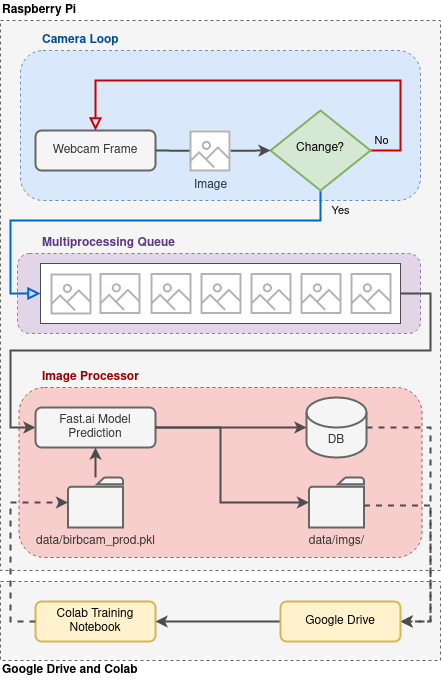 Raspberry Pi
Camera Loop
Webcam Frame
Image
Change?
No
Yes
Multiprocessing Queue
Image Processor
Fast.ai Model
Prediction
DB
data/birbcam_prod.pkl
data/imgs/
Colab Training
Notebook
Google Drive
Google Drive and Colab